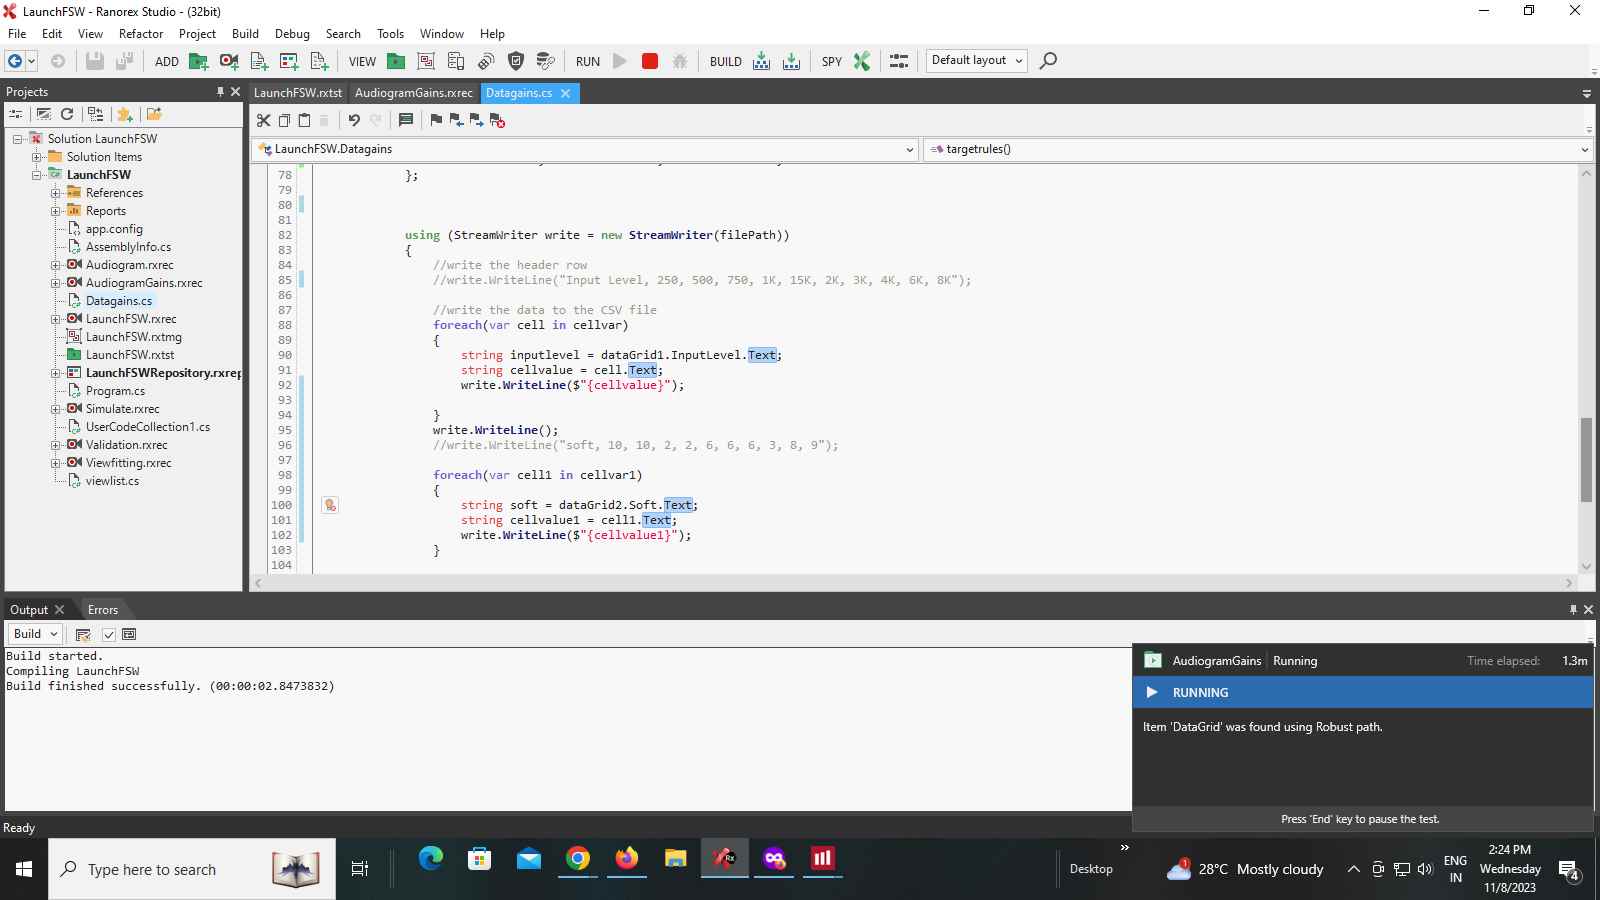 LaunchFSW - Ranorex Studio - (32bit)
File Edit View Refactor Project Build Debug Search Tools Window Help
ADD VIEW RUN BUILD SPY Default layout
Projects
LaunchFSW.rxtst AudiogramGains.rxrec Datagains.cs
Solution LaunchFSW
Solution Items
LaunchFSW
References
Reports
app.config
AssemblyInfo.cs
Audiogram.rxrec
AudiogramGains.rxrec
Datagains.cs
LaunchFSW.rxrec
LaunchFSW.rxtmg
LaunchFSW.rxtst
LaunchFSWRepository.rxrep
Program.cs
Simulate.rxrec
UserCodeCollection1.cs
Validation.rxrec
Viewfitting.rxrec
viewlist.cs
LaunchFSW.Datagains targetrules()
78 };
79
80
81
82 using (StreamWriter write = new StreamWriter(filePath))
83 {
84 //write the header row
85 //write.WriteLine("Input Level, 250, 500, 750, 1K, 15K, 2K, 3K, 4K, 6K, 8K");
86
87 //write the data to the CSV file
88 foreach(var cell in cellvar)
89 {
90 string inputlevel = dataGrid1.InputLevel.Text;
91 string cellvalue = cell.Text;
92 write.WriteLine($"{cellvalue}");
93
94 }
95 write.WriteLine();
96 //write.WriteLine("soft, 10, 10, 2, 2, 6, 6, 6, 3, 8, 9");
97
98 foreach(var cell1 in cellvar1)
99 {
100 string soft = dataGrid2.Soft.Text;
101 string cellvalue1 = cell1.Text;
102 write.WriteLine($"{cellvalue1}");
103 }
104
Output Errors
Build
Build started.
Compiling LaunchFSW
Build finished successfully. (00:00:02.8473832)
AudiogramGains Running Time elapsed: 1.3m
RUNNING
Item 'DataGrid' was found using Robust path.
Press 'End' key to pause the test.
Ready
Type here to search
Rx
Desktop
»
1
28°C Mostly cloudy
ENG
IN
2:24 PM
Wednesday
11/8/2023
4